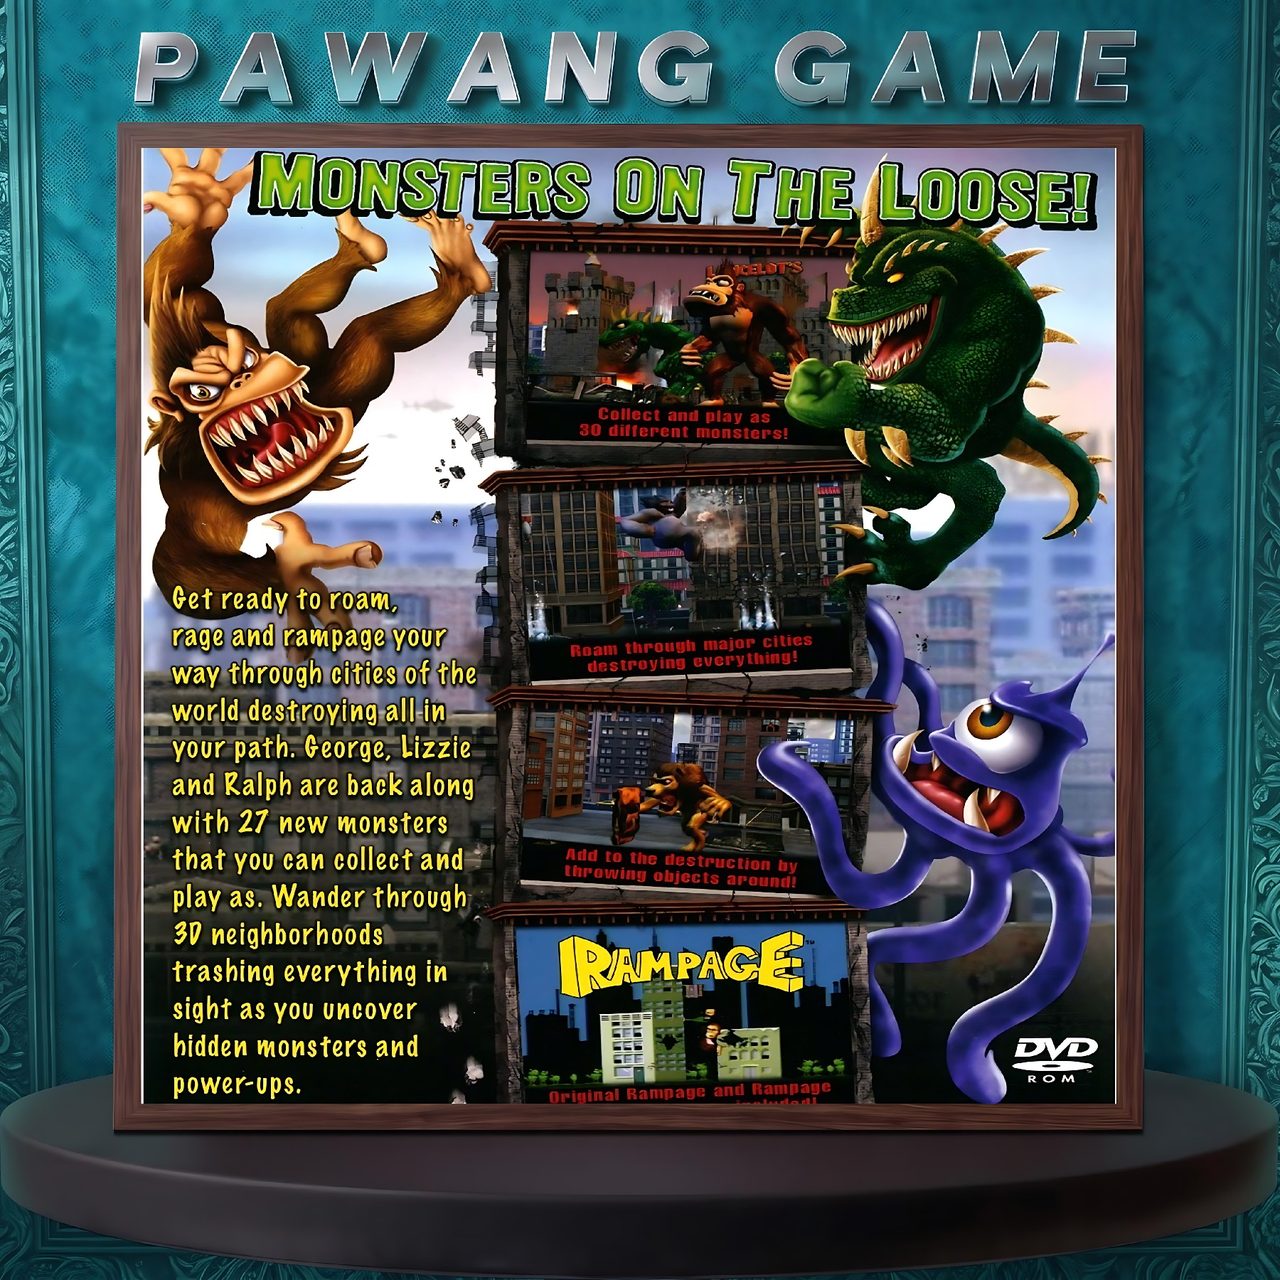 PAWANG GAME
MONSTERS ON THE LOOSE!
LANCELOT'S
Collect and play as
30 different monsters!
Roam through major cities
destroying everything!
Add to the destruction by
throwing objects around!
RAMPAGE™
Original Rampage and Rampage
included!
Get ready to roam,
rage and rampage your
way through cities of the
world destroying all in
your path. George, Lizzie
and Ralph are back along
with 27 new monsters
that you can collect and
play as. Wander through
3D neighborhoods
trashing everything in
sight as you uncover
hidden monsters and
power-ups.
DVD
ROM